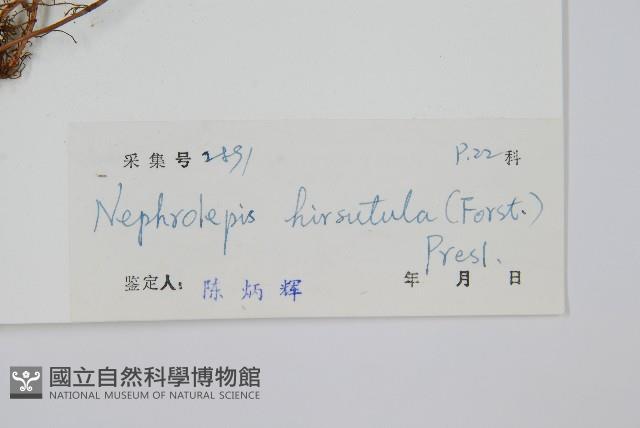 采集号 2891 P.22 科
Nephrolepis hirsutula (Forst.)
Presl.
鉴定人: 陈炳辉 年 月 日
國立自然科學博物館
NATIONAL MUSEUM OF NATURAL SCIENCE